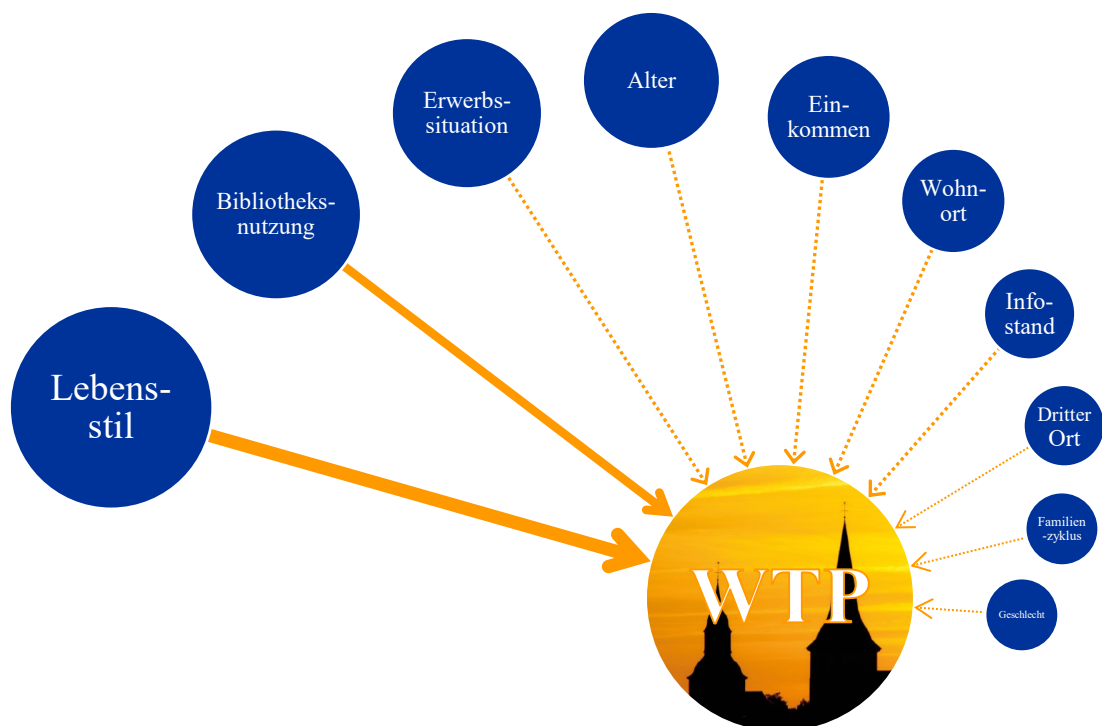 Lebens-
stil
Bibliotheks-
nutzung
Erwerbs-
situation
Alter
Ein-
kommen
Wohn-
ort
Info-
stand
Dritter
Ort
Familien
-zyklus
Geschlecht
WTP